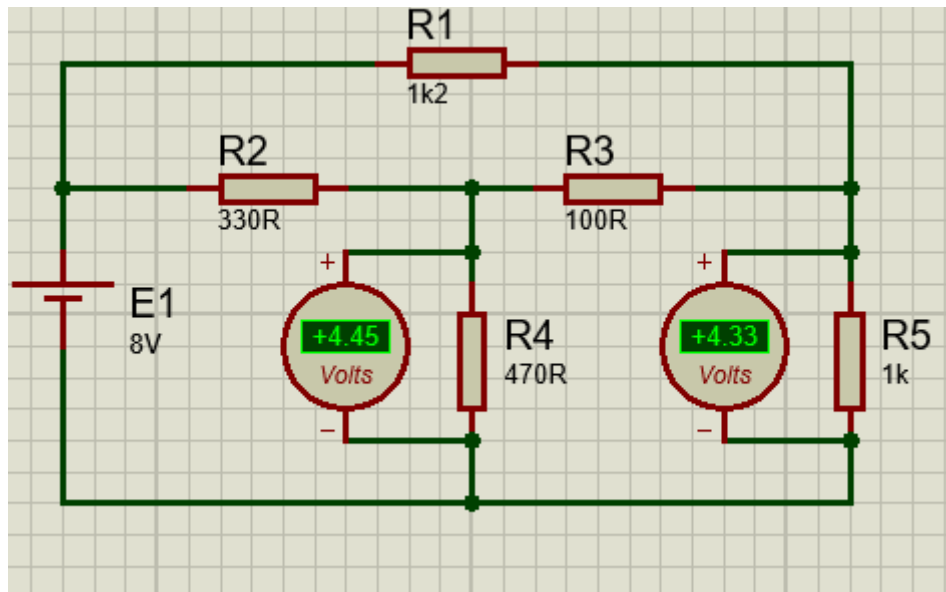 R1
1k2
R2
330R
R3
100R
E1
8V
+
+4.45
Volts
−
R4
470R
+
+4.33
Volts
−
R5
1k